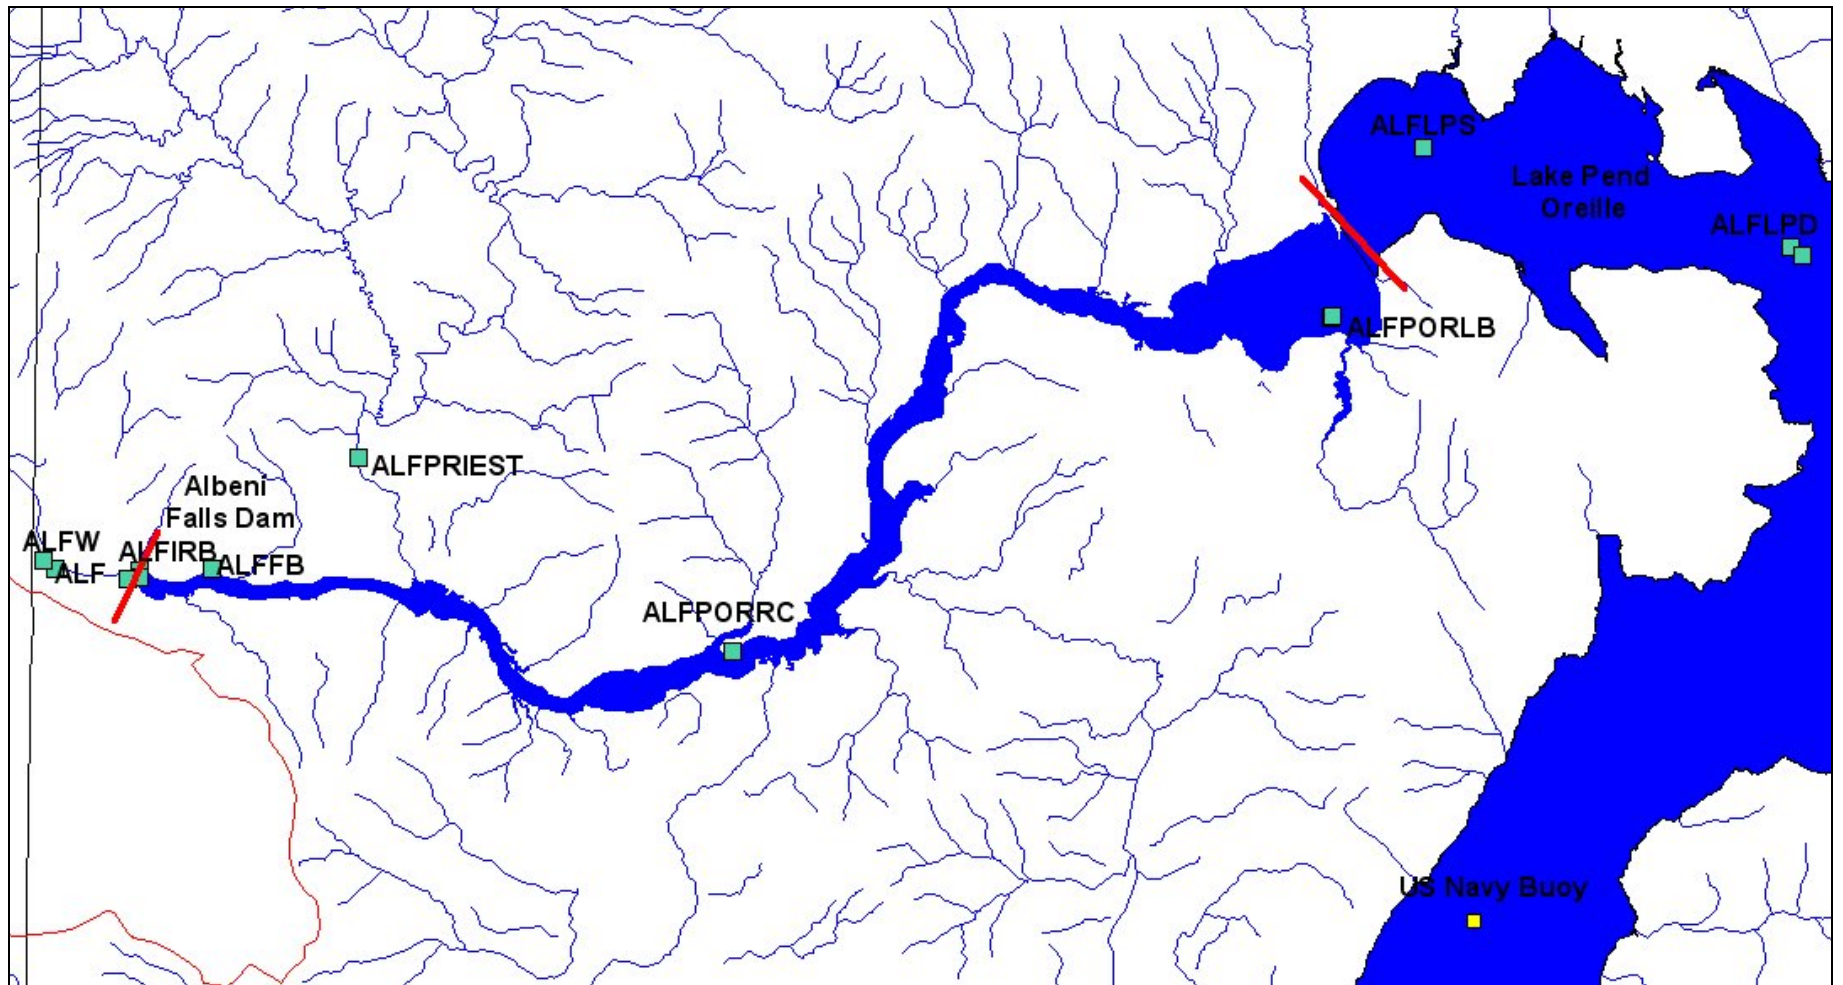 ALFLPS
Lake Pend
Oreille
ALFLPD
ALFPORLB
ALFPRIEST
Albeni
Falls Dam
ALFW
ALFIRB
ALF
ALFFB
ALFPORRC
US Navy Buoy